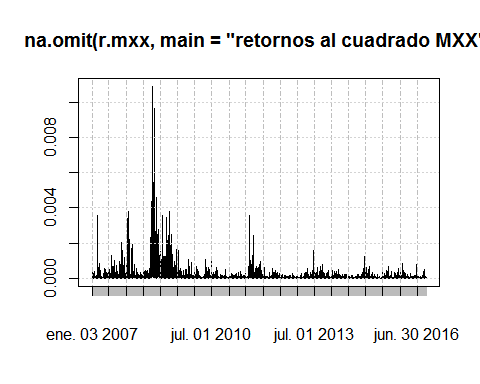 na.omit(r.mxx, main = "retornos al cuadrado MXX"
0.008
0.004
0.000
ene. 03 2007 jul. 01 2010 jul. 01 2013 jun. 30 2016